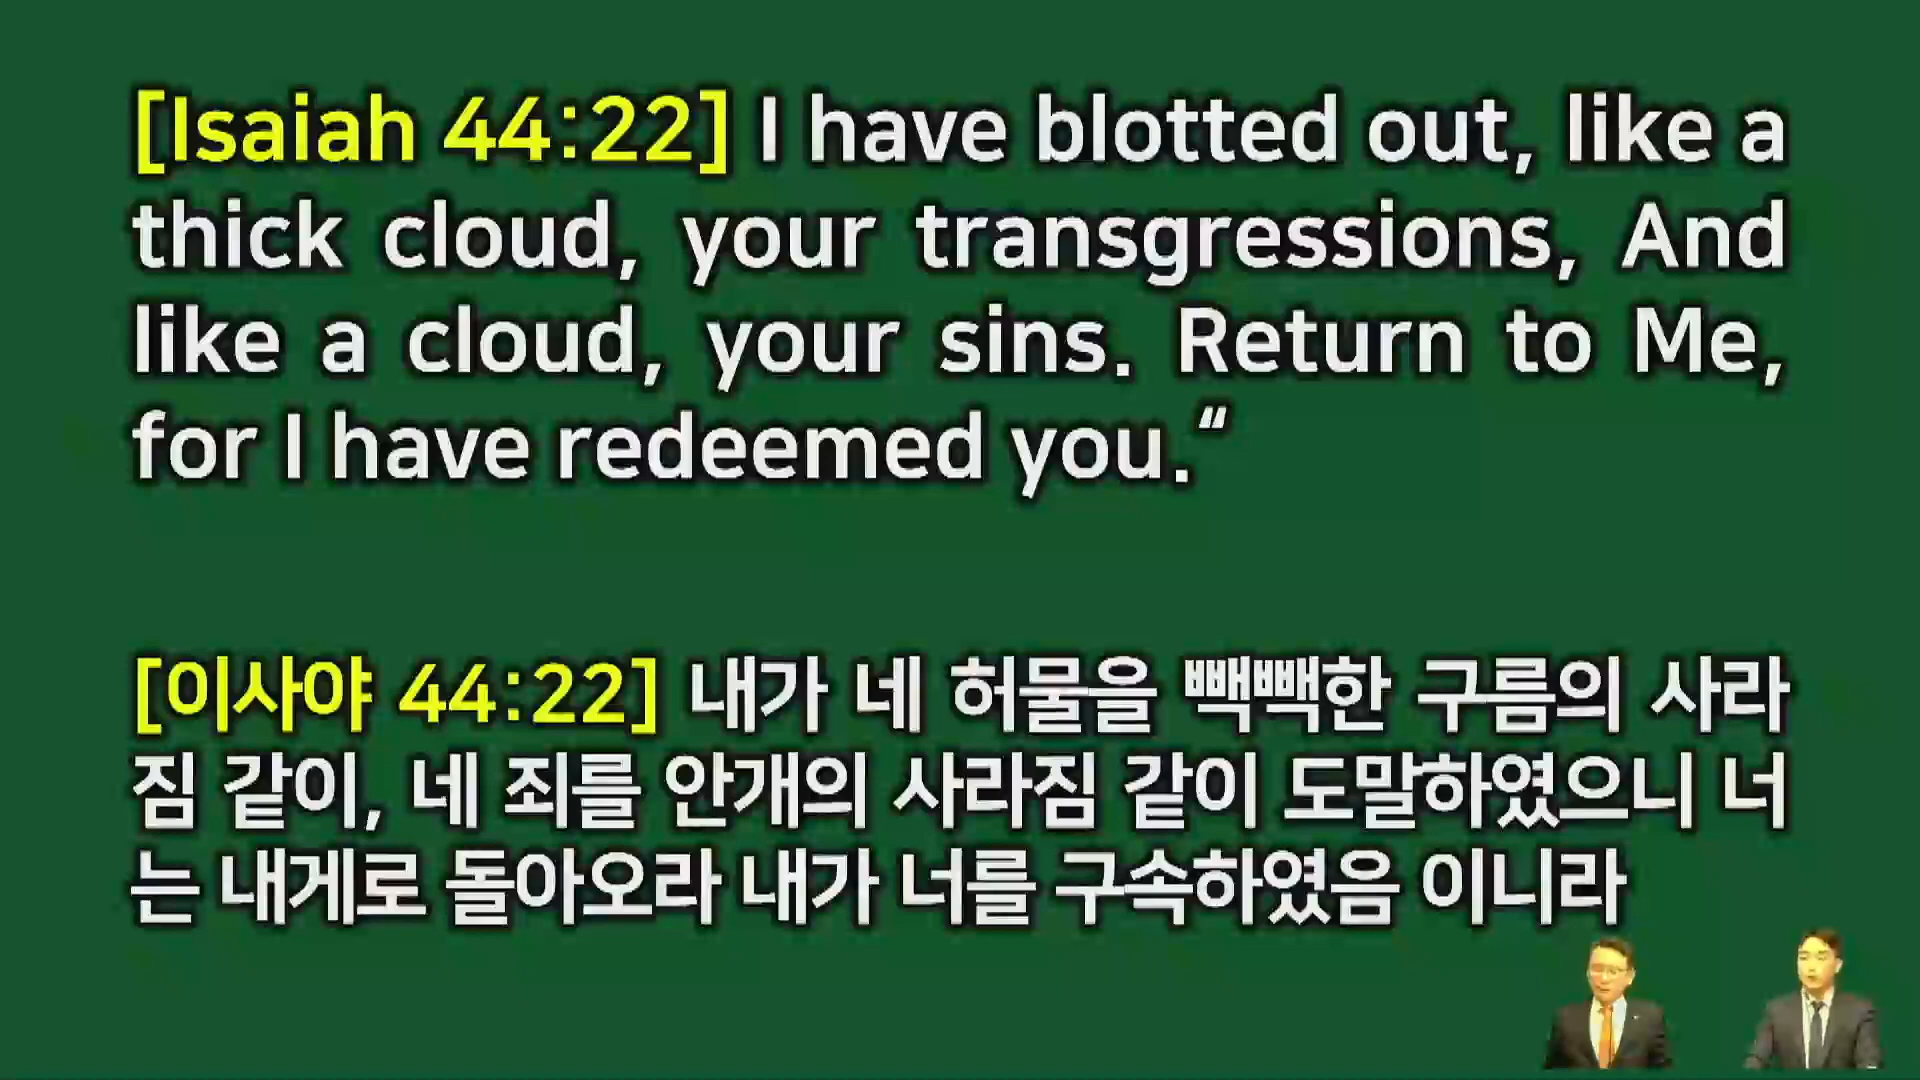 [Isaiah 44:22] I have blotted out, like a
thick cloud, your transgressions, And
like a cloud, your sins. Return to Me,
for I have redeemed you.“
[이사야 44:22] 내가 네 허물을 빽빽한 구름의 사라
짐 같이, 네 죄를 안개의 사라짐 같이 도말하였으니 너
는 내게로 돌아오라 내가 너를 구속하였음 이니라